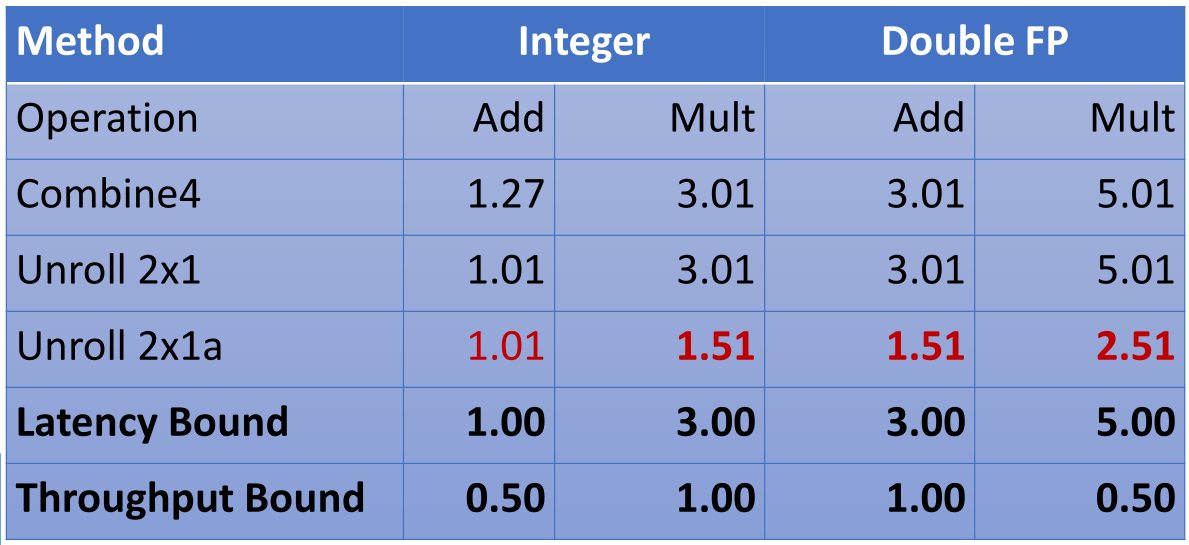 Method Integer Double FP
Operation Add Mult Add Mult
Combine4 1.27 3.01 3.01 5.01
Unroll 2x1 1.01 3.01 3.01 5.01
Unroll 2x1a 1.01 1.51 1.51 2.51
Latency Bound 1.00 3.00 3.00 5.00
Throughput Bound 0.50 1.00 1.00 0.50